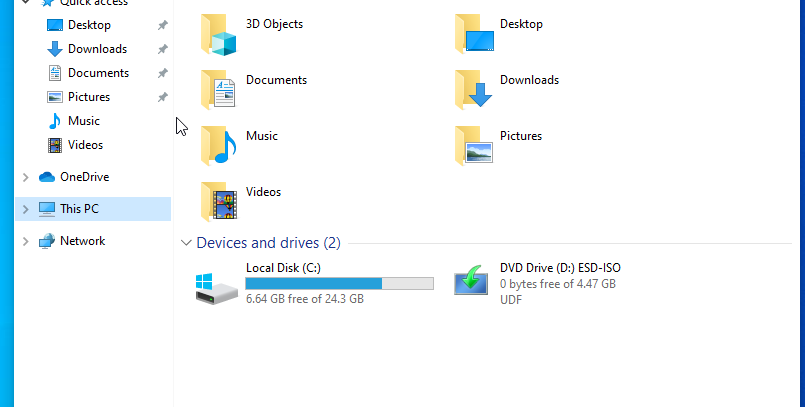 Quick access
Desktop
Downloads
Documents
Pictures
Music
Videos
OneDrive
This PC
Network
3D Objects
Desktop
Documents
Downloads
Music
Pictures
Videos
Devices and drives (2)
Local Disk (C:)
6.64 GB free of 24.3 GB
DVD Drive (D:) ESD-ISO
0 bytes free of 4.47 GB
UDF